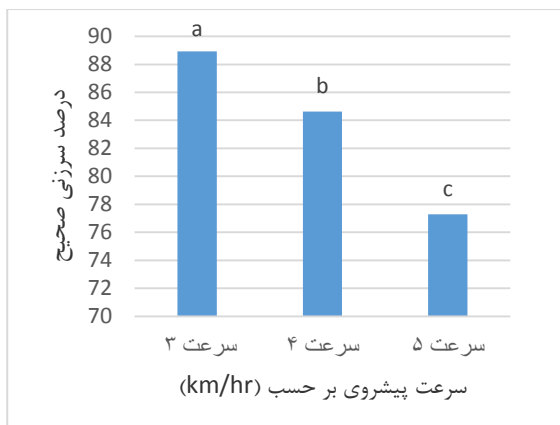 درصد سرزنی صحیح
90
88
86
84
82
80
78
76
74
72
70
a
b
c
سرعت ۳
سرعت ۴
سرعت ۵
سرعت پیشروی بر حسب (km/hr)